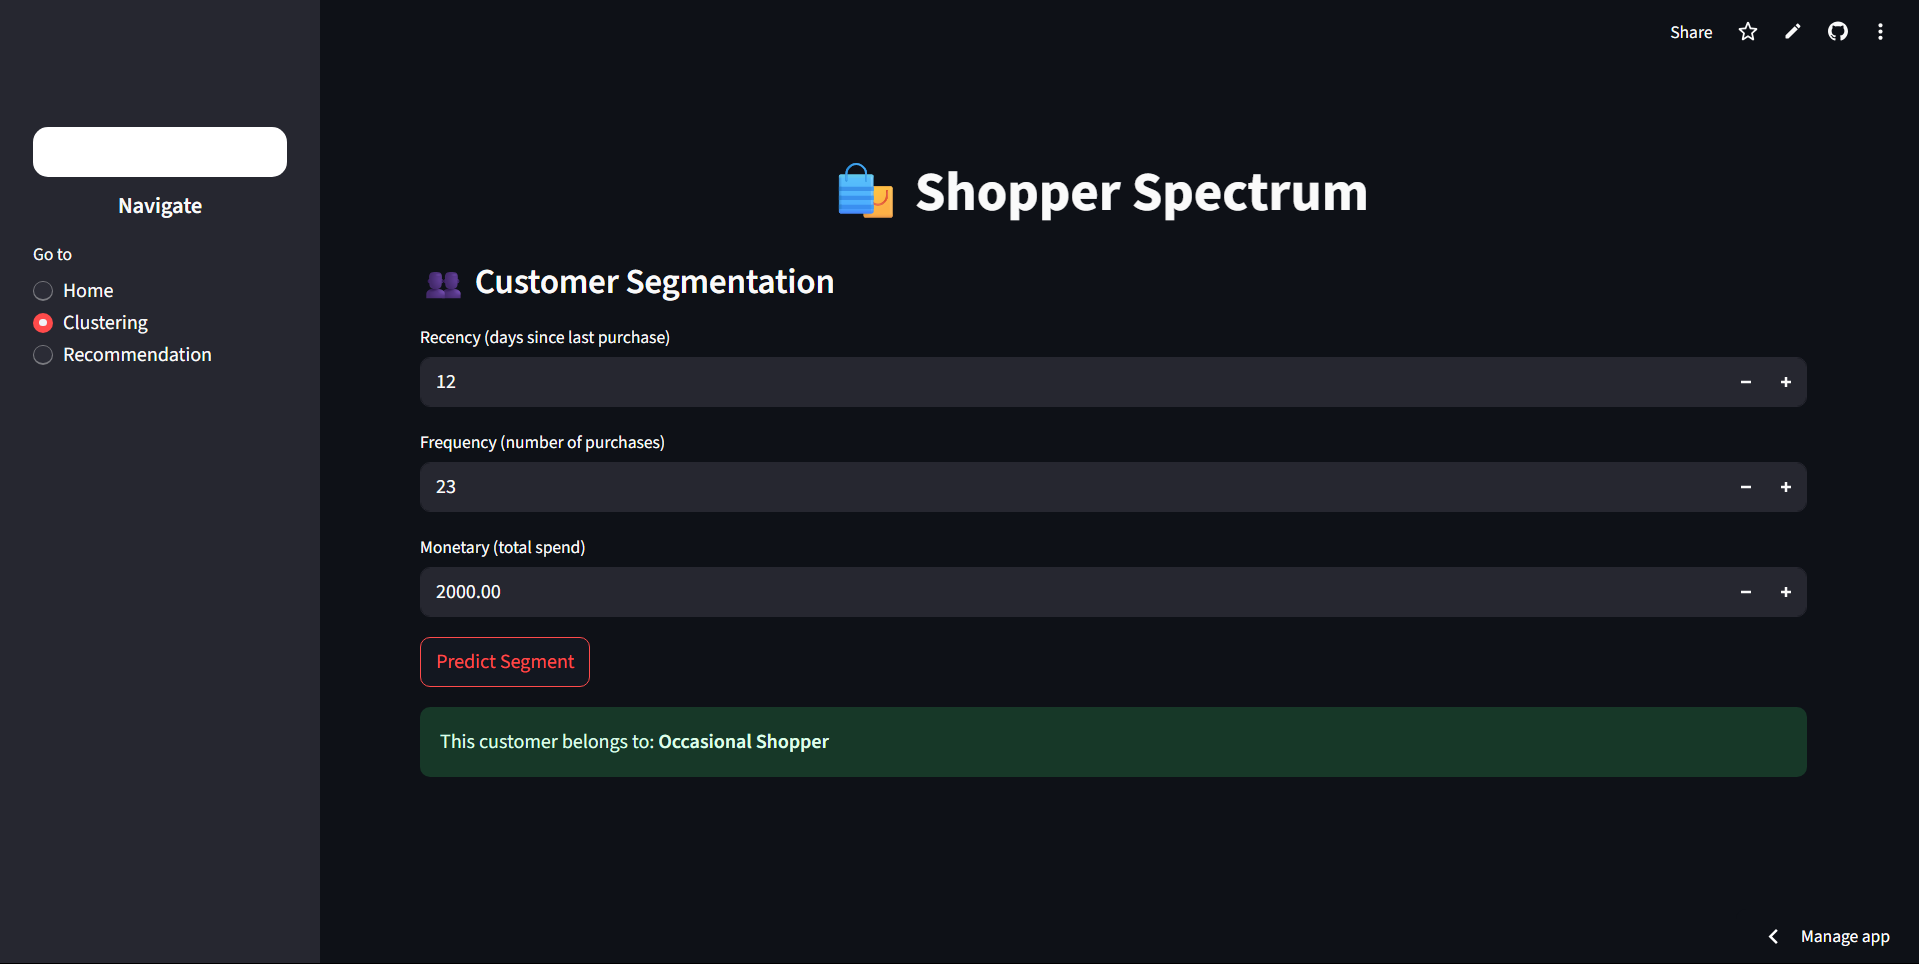 Share
Navigate
Go to
Home
Clustering
Recommendation
Shopper Spectrum
Customer Segmentation
Recency (days since last purchase)
12
Frequency (number of purchases)
23
Monetary (total spend)
2000.00
Predict Segment
This customer belongs to: Occasional Shopper
Manage app